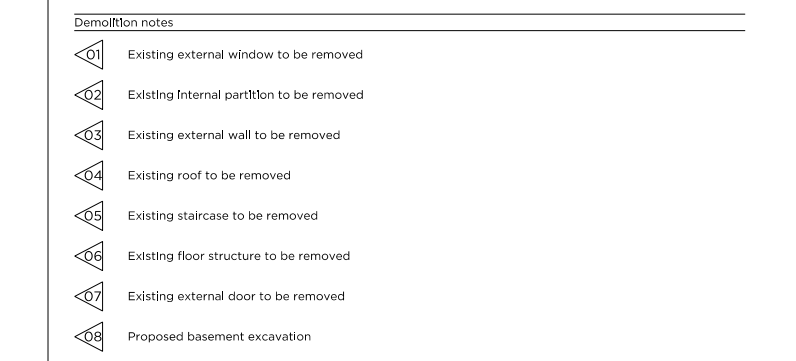 Demolition notes
01 Existing external window to be removed
02 Existing internal partition to be removed
03 Existing external wall to be removed
04 Existing roof to be removed
05 Existing staircase to be removed
06 Existing floor structure to be removed
07 Existing external door to be removed
08 Proposed basement excavation